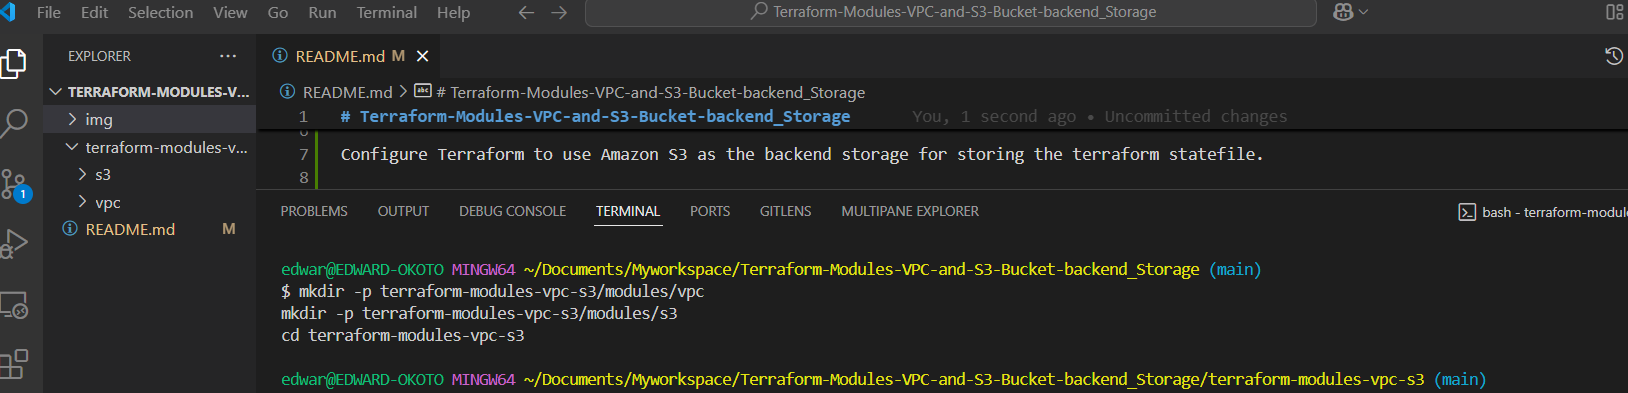 File Edit Selection View Go Run Terminal Help Terraform-Modules-VPC-and-S3-Bucket-backend_Storage
EXPLORER ...
TERRAFORM-MODULES-V...
img
terraform-modules-v...
s3
vpc
README.md M
1
README.md M
README.md > # Terraform-Modules-VPC-and-S3-Bucket-backend_Storage
1 # Terraform-Modules-VPC-and-S3-Bucket-backend_Storage You, 1 second ago • Uncommitted changes
6
7 Configure Terraform to use Amazon S3 as the backend storage for storing the terraform statefile.
8
PROBLEMS OUTPUT DEBUG CONSOLE TERMINAL PORTS GITLENS MULTIPANE EXPLORER bash - terraform-module
edwar@EDWARD-OKOTO MINGW64 ~/Documents/Myworkspace/Terraform-Modules-VPC-and-S3-Bucket-backend_Storage (main)
$ mkdir -p terraform-modules-vpc-s3/modules/vpc
mkdir -p terraform-modules-vpc-s3/modules/s3
cd terraform-modules-vpc-s3
edwar@EDWARD-OKOTO MINGW64 ~/Documents/Myworkspace/Terraform-Modules-VPC-and-S3-Bucket-backend_Storage/terraform-modules-vpc-s3 (main)